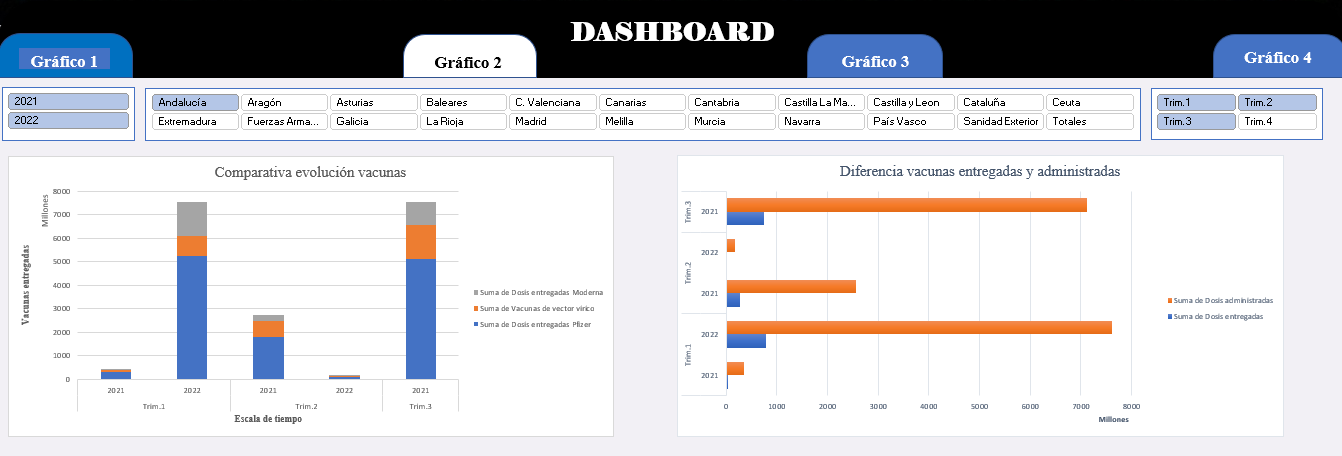 DASHBOARD
Gráfico 1
Gráfico 2
Gráfico 3
Gráfico 4
2021
2022
Andalucía Aragón Asturias Baleares C. Valenciana Canarias Cantabria Castilla La Ma... Castilla y Leon Cataluña Ceuta
Extremadura Fuerzas Arma... Galicia La Rioja Madrid Melilla Murcia Navarra País Vasco Sanidad Exterior Totales
Trim.1 Trim.2
Trim.3 Trim.4
Comparativa evolución vacunas
Millones
Vacunas entregadas
8000
7000
6000
5000
4000
3000
2000
1000
0
2021 2022 2021 2022 2021
Trim.1 Trim.2 Trim.3
Escala de tiempo
Suma de Dosis entregadas Moderna
Suma de Vacunas de vector vírico
Suma de Dosis entregadas Pfizer
Diferencia vacunas entregadas y administradas
Trim.3
2021
Trim.2
2022
2021
Trim.1
2022
2021
0 1000 2000 3000 4000 5000 6000 7000 8000
Millones
Suma de Dosis administradas
Suma de Dosis entregadas